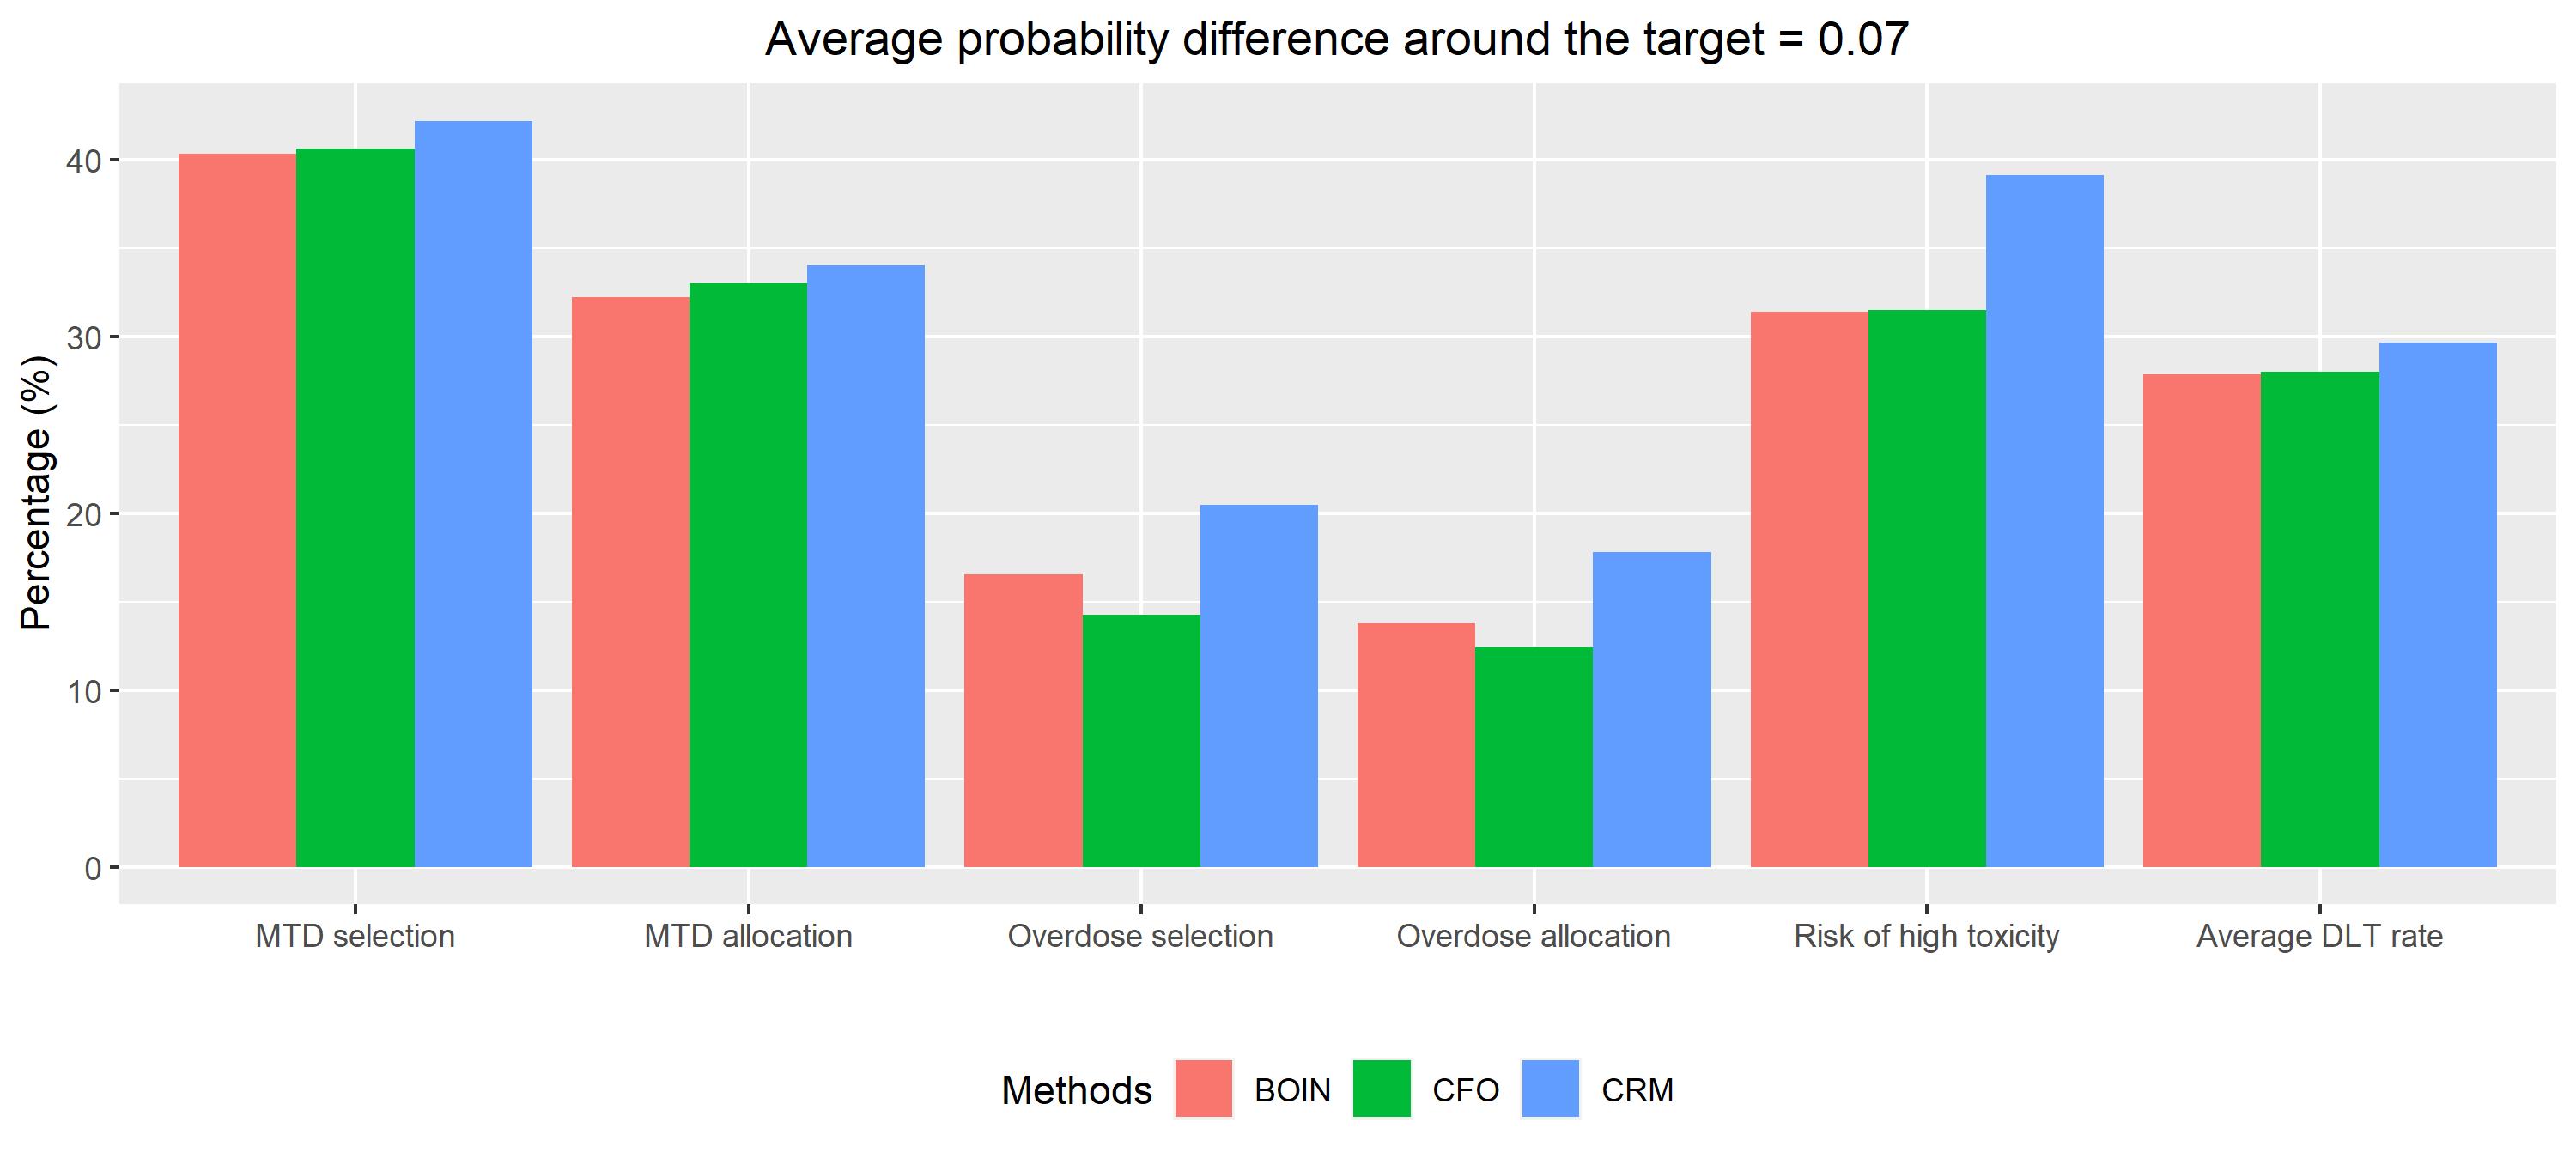 Average probability difference around the target = 0.07
Percentage (%)
40
30
20
10
0
MTD selection MTD allocation Overdose selection Overdose allocation Risk of high toxicity Average DLT rate
Methods BOIN CFO CRM